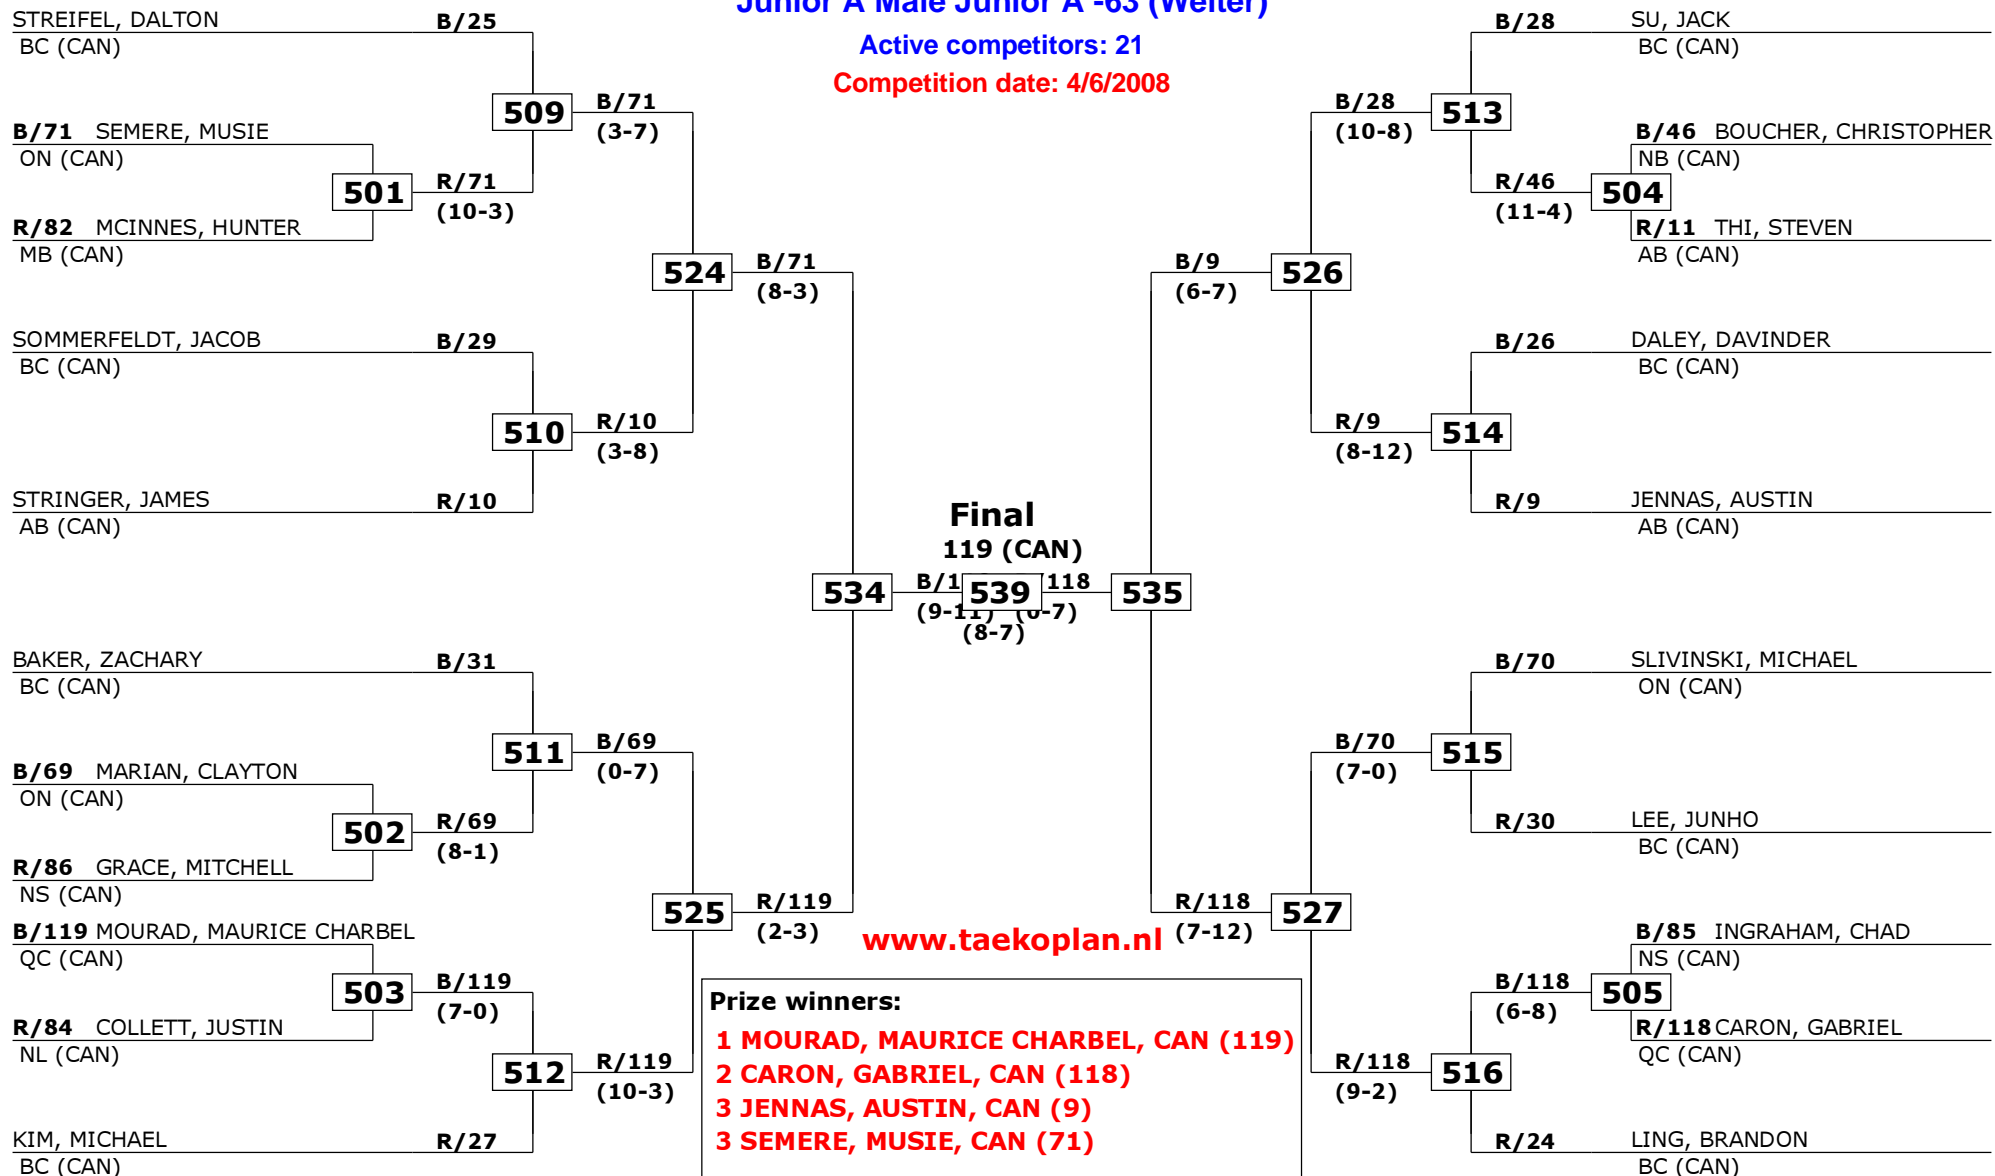 Junior A Male Junior A -63 (Welter)
Active competitors: 21
Competition date: 4/6/2008
STREIFEL, DALTON
B/25
BC (CAN)
509
B/71
(3-7)
B/71 SEMERE, MUSIE
ON (CAN)
501
R/71
(10-3)
R/82 MCINNES, HUNTER
MB (CAN)
524
B/71
(8-3)
SOMMERFELDT, JACOB
B/29
BC (CAN)
510
R/10
(3-8)
STRINGER, JAMES
R/10
AB (CAN)
534
BAKER, ZACHARY
B/31
BC (CAN)
511
B/69
(0-7)
B/69 MARIAN, CLAYTON
ON (CAN)
502
R/69
(8-1)
R/86 GRACE, MITCHELL
NS (CAN)
525
R/119
(2-3)
B/119 MOURAD, MAURICE CHARBEL
QC (CAN)
503
B/119
(7-0)
R/84 COLLETT, JUSTIN
NL (CAN)
512
R/119
(10-3)
KIM, MICHAEL
R/27
BC (CAN)
Final
119 (CAN)
539
118
(9-11)
(8-7)
535
B/28
SU, JACK
BC (CAN)
B/28
(10-8)
513
B/46 BOUCHER, CHRISTOPHER
NB (CAN)
R/46
(11-4)
504
R/11 THI, STEVEN
AB (CAN)
B/9
(6-7)
526
B/26
DALEY, DAVINDER
BC (CAN)
R/9
(8-12)
514
R/9
JENNAS, AUSTIN
AB (CAN)
B/70
SLIVINSKI, MICHAEL
ON (CAN)
B/70
(7-0)
515
R/30
LEE, JUNHO
BC (CAN)
R/118
(7-12)
527
B/85 INGRAHAM, CHAD
NS (CAN)
B/118
(6-8)
505
R/118 CARON, GABRIEL
QC (CAN)
R/118
(9-2)
516
R/24
LING, BRANDON
BC (CAN)
www.taekoplan.nl
Prize winners:
1 MOURAD, MAURICE CHARBEL, CAN (119)
2 CARON, GABRIEL, CAN (118)
3 JENNAS, AUSTIN, CAN (9)
3 SEMERE, MUSIE, CAN (71)